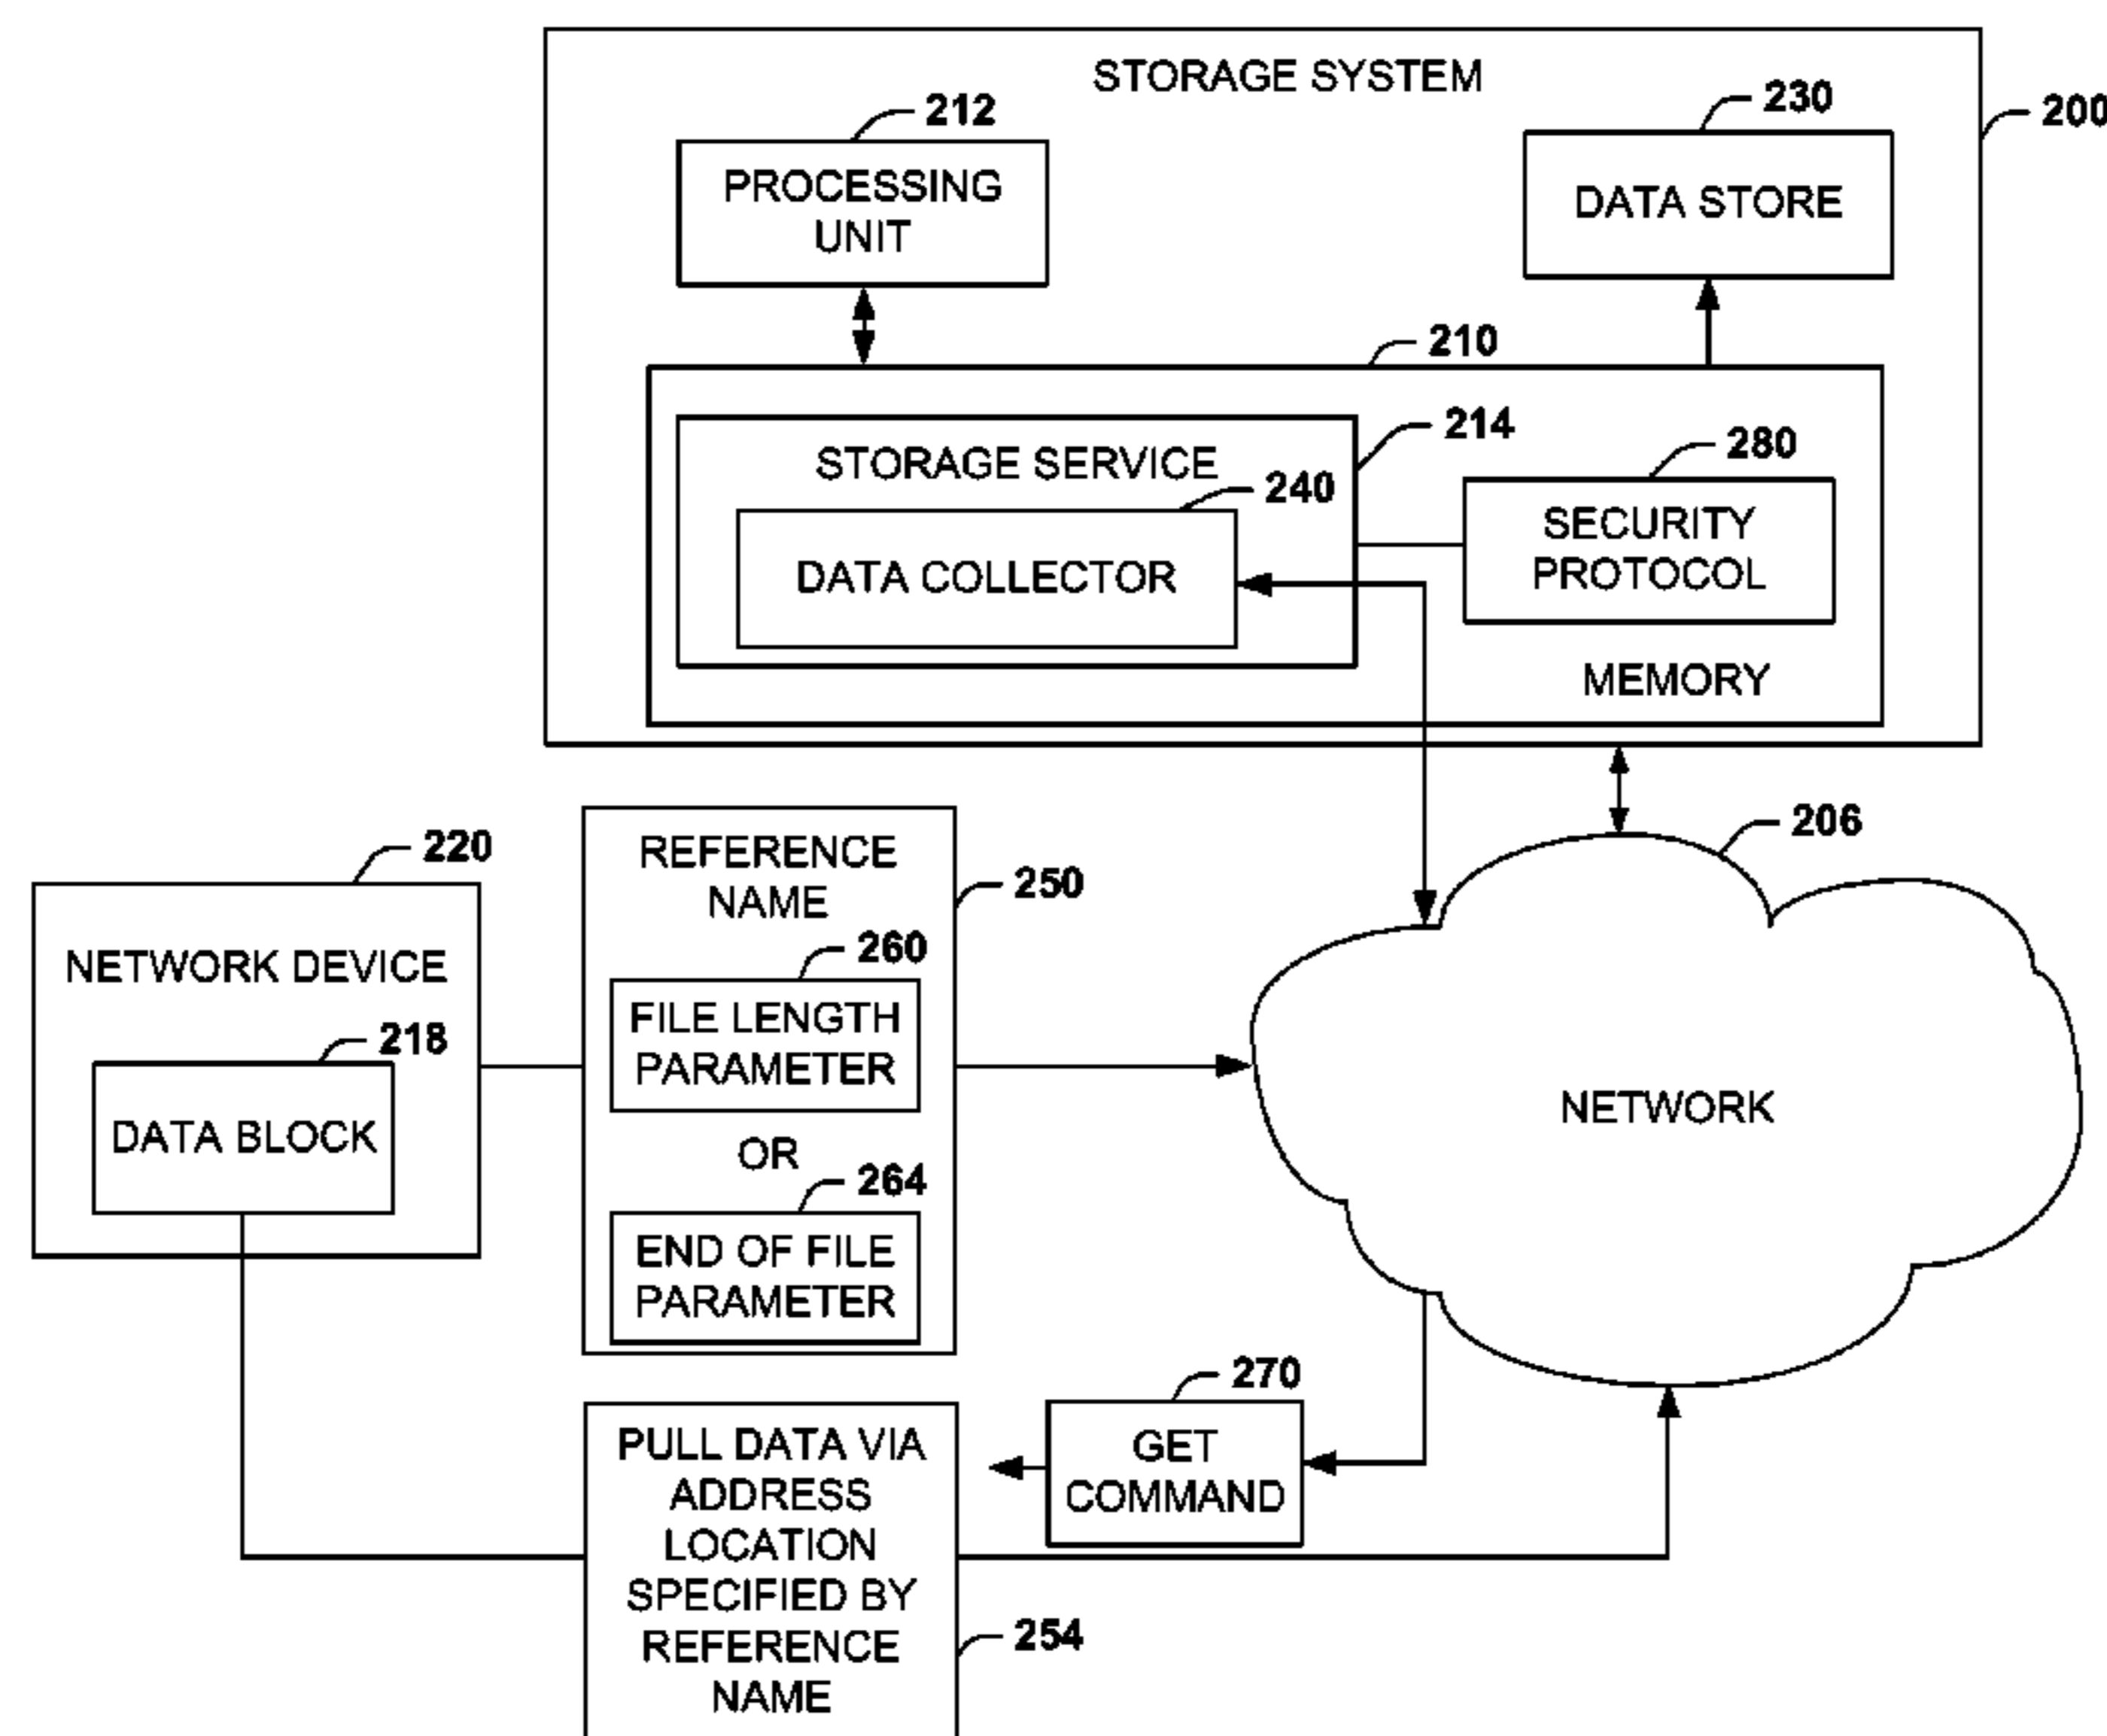 STORAGE SYSTEM
200
212
PROCESSING
UNIT
230
DATA STORE
210
214
STORAGE SERVICE
240
DATA COLLECTOR
280
SECURITY
PROTOCOL
MEMORY
206
NETWORK
220
NETWORK DEVICE
218
DATA BLOCK
REFERENCE
NAME
250
260
FILE LENGTH
PARAMETER
OR
264
END OF FILE
PARAMETER
270
GET
COMMAND
PULL DATA VIA
ADDRESS
LOCATION
SPECIFIED BY
REFERENCE
NAME
254